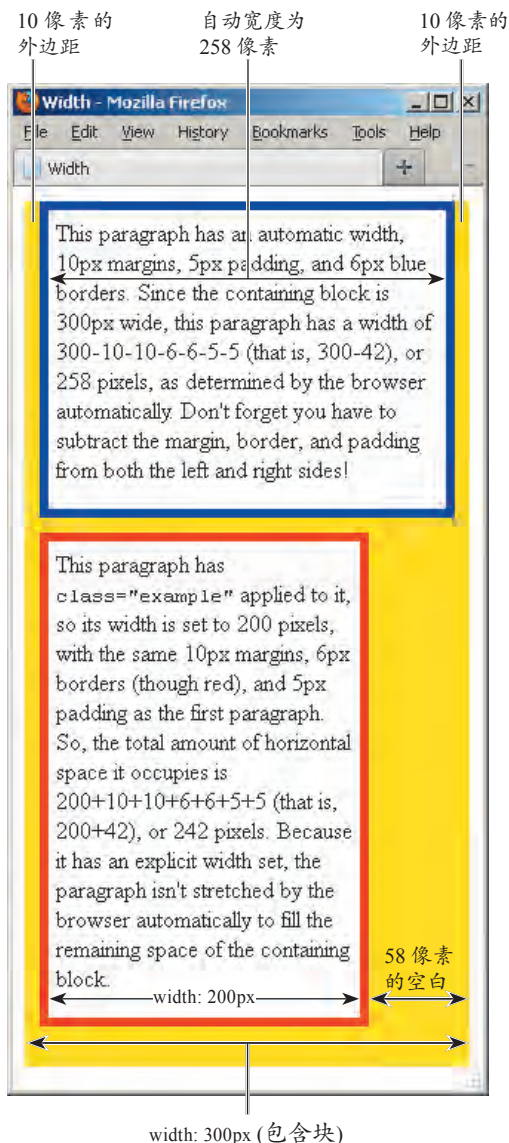 10 像素的
外边距
自动宽度为
258 像素
10 像素的
外边距
Width - Mozilla Firefox
File Edit View History Bookmarks Tools Help
Width
This paragraph has an automatic width,
10px margins, 5px padding, and 6px blue
borders. Since the containing block is
300px wide, this paragraph has a width of
300-10-10-6-6-5-5 (that is, 300-42), or
258 pixels, as determined by the browser
automatically. Don't forget you have to
subtract the margin, border, and padding
from both the left and right sides!
This paragraph has
class="example" applied to it,
so its width is set to 200 pixels,
with the same 10px margins, 6px
borders (though red), and 5px
padding as the first paragraph.
So, the total amount of horizontal
space it occupies is
200+10+10+6+6+5+5 (that is,
200+42), or 242 pixels. Because
it has an explicit width set, the
paragraph isn't stretched by the
browser automatically to fill the
remaining space of the containing
block.
58 像素
的空白
width: 200px
width: 300px (包含块)